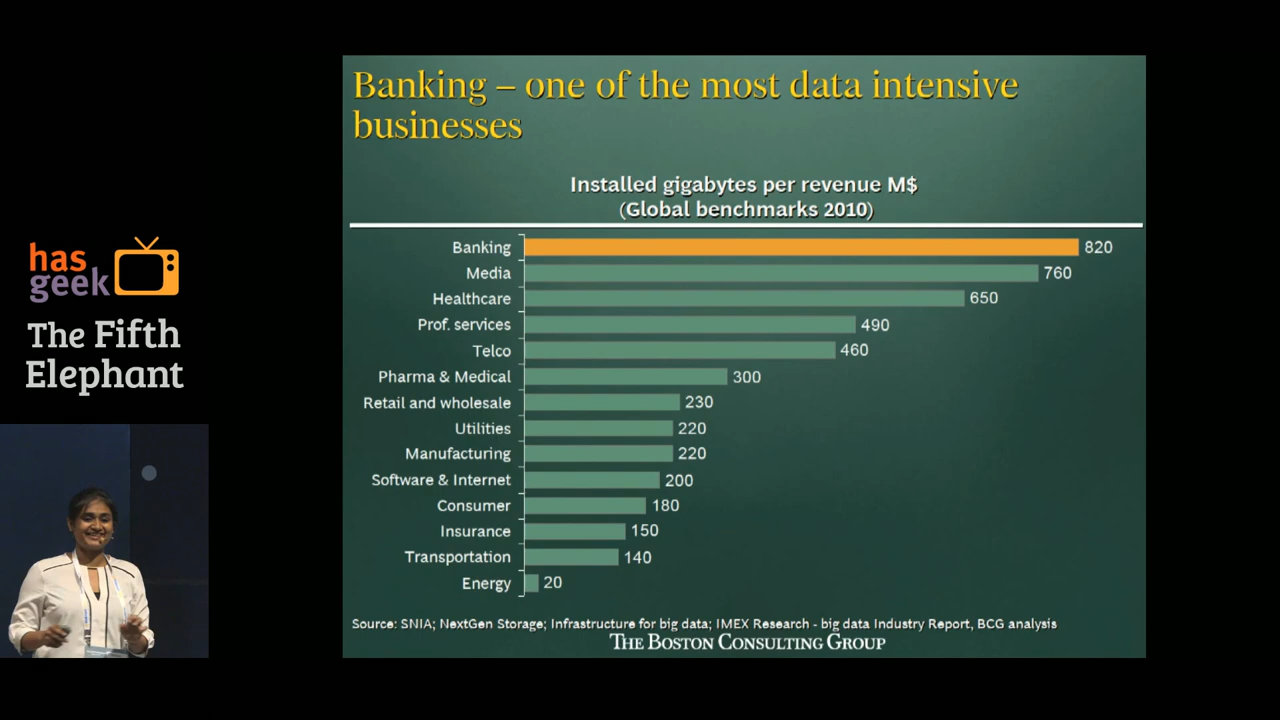 Banking – one of the most data intensive
businesses
Installed gigabytes per revenue M$
(Global benchmarks 2010)
Banking 820
Media 760
Healthcare 650
Prof. services 490
Telco 460
Pharma & Medical 300
Retail and wholesale 230
Utilities 220
Manufacturing 220
Software & Internet 200
Consumer 180
Insurance 150
Transportation 140
Energy 20
Source: SNIA; NextGen Storage; Infrastructure for big data; IMEX Research - big data Industry Report, BCG analysis
THE BOSTON CONSULTING GROUP
has
geek
The Fifth
Elephant